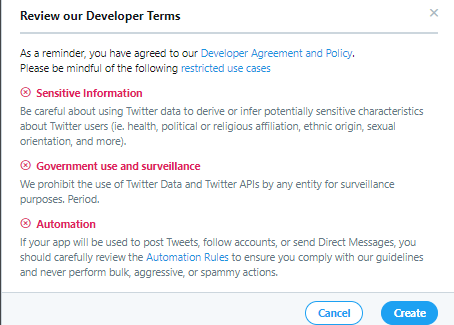 Review our Developer Terms
As a reminder, you have agreed to our Developer Agreement and Policy.
Please be mindful of the following restricted use cases
Sensitive Information
Be careful about using Twitter data to derive or infer potentially sensitive characteristics
about Twitter users (ie. health, political or religious affiliation, ethnic origin, sexual
orientation, and more).
Government use and surveillance
We prohibit the use of Twitter Data and Twitter APIs by any entity for surveillance
purposes. Period.
Automation
If your app will be used to post Tweets, follow accounts, or send Direct Messages, you
should carefully review the Automation Rules to ensure you comply with our guidelines
and never perform bulk, aggressive, or spammy actions.
Cancel Create